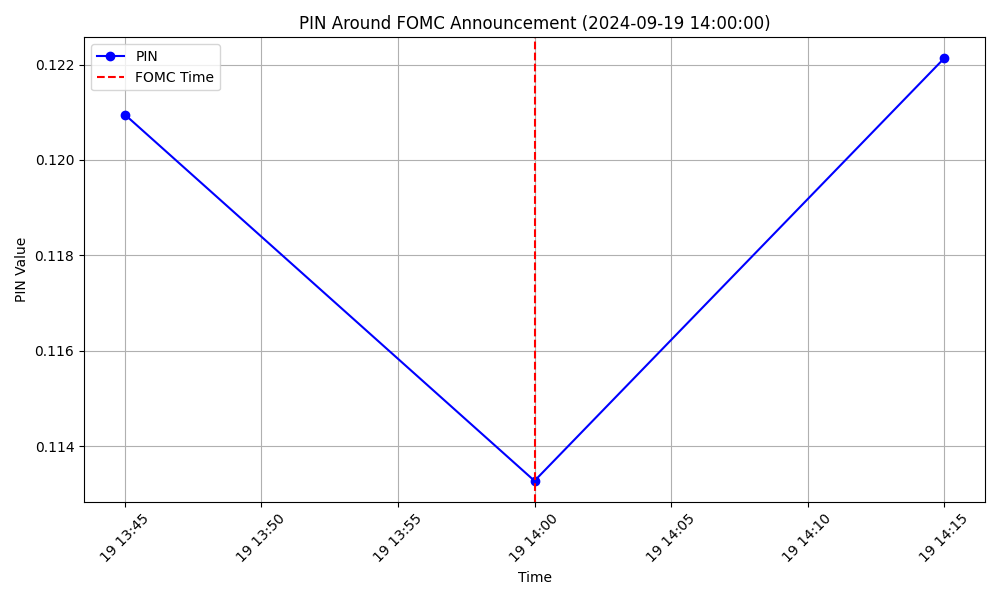 PIN Around FOMC Announcement (2024-09-19 14:00:00)
PIN
FOMC Time
PIN Value
0.122
0.120
0.118
0.116
0.114
19 13:45
19 13:50
19 13:55
19 14:00
19 14:05
19 14:10
19 14:15
Time